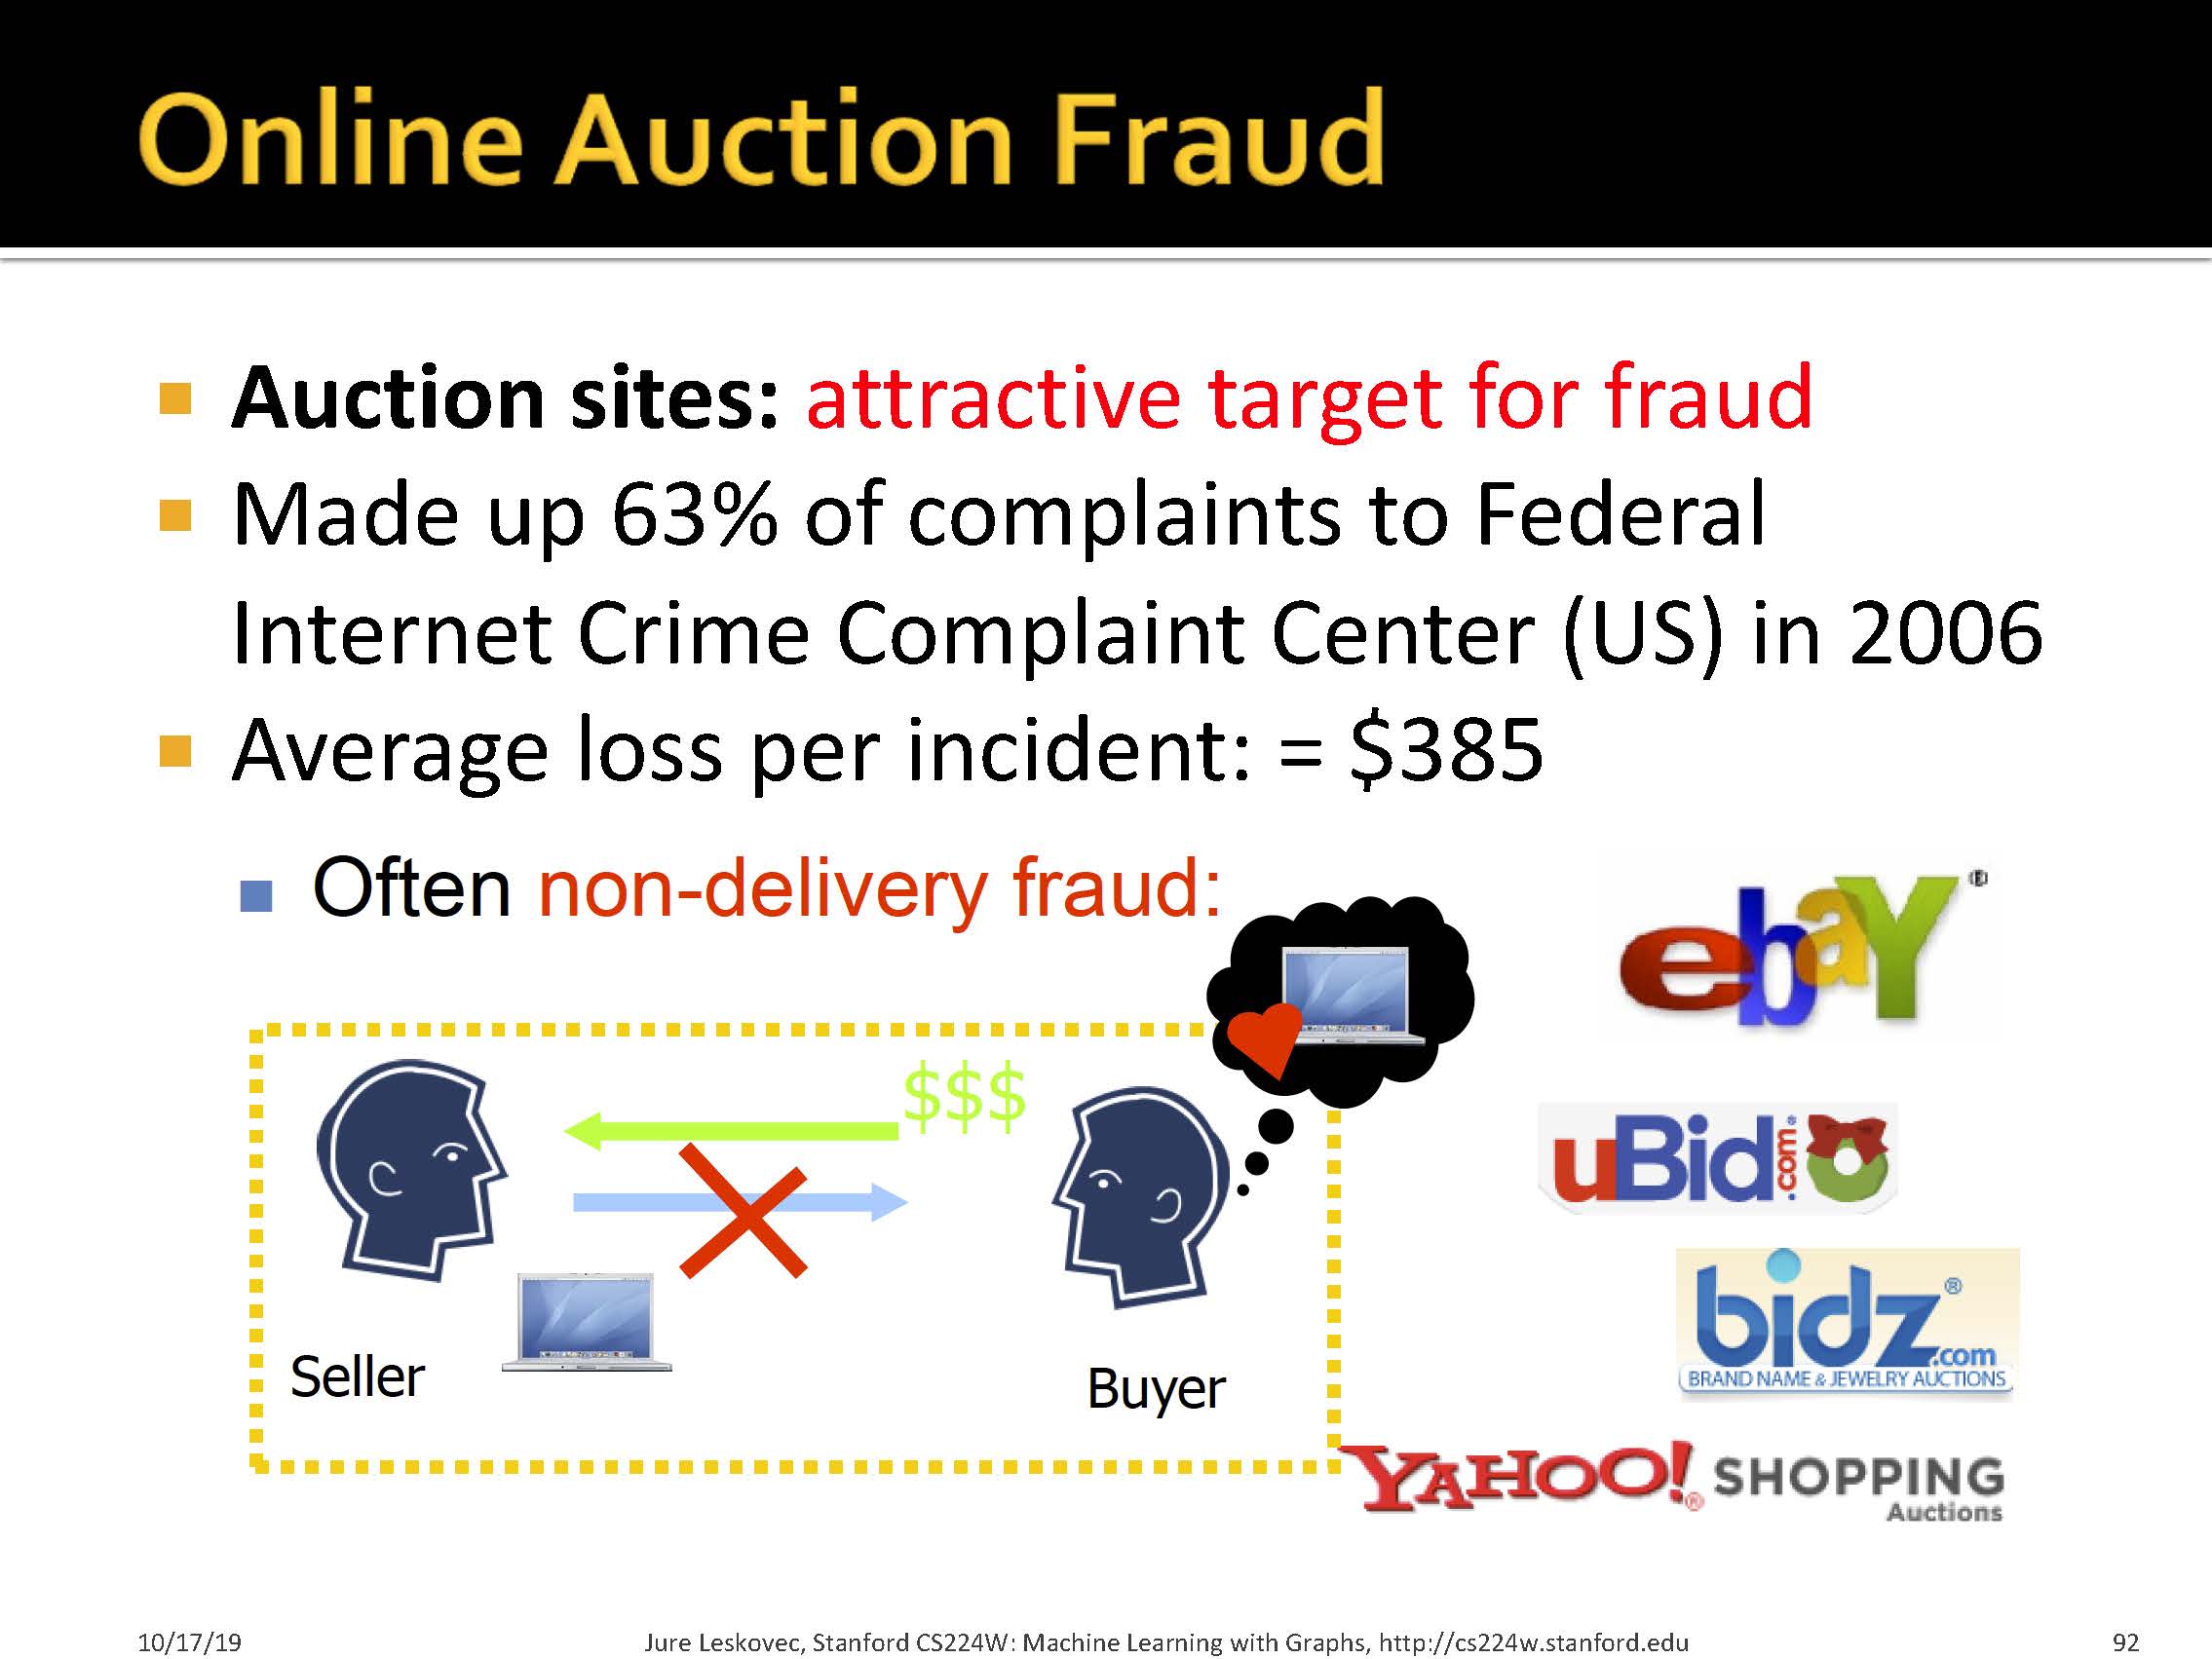 Online Auction Fraud
Auction sites: attractive target for fraud
Made up 63% of complaints to Federal
Internet Crime Complaint Center (US) in 2006
Average loss per incident: = $385
Often non-delivery fraud:
$$$
Seller
Buyer
ebaY®
uBid.com®
bidz.com®
BRAND NAME & JEWELRY AUCTIONS
YAHOO!® SHOPPING
Auctions
10/17/19
Jure Leskovec, Stanford CS224W: Machine Learning with Graphs, http://cs224w.stanford.edu
92